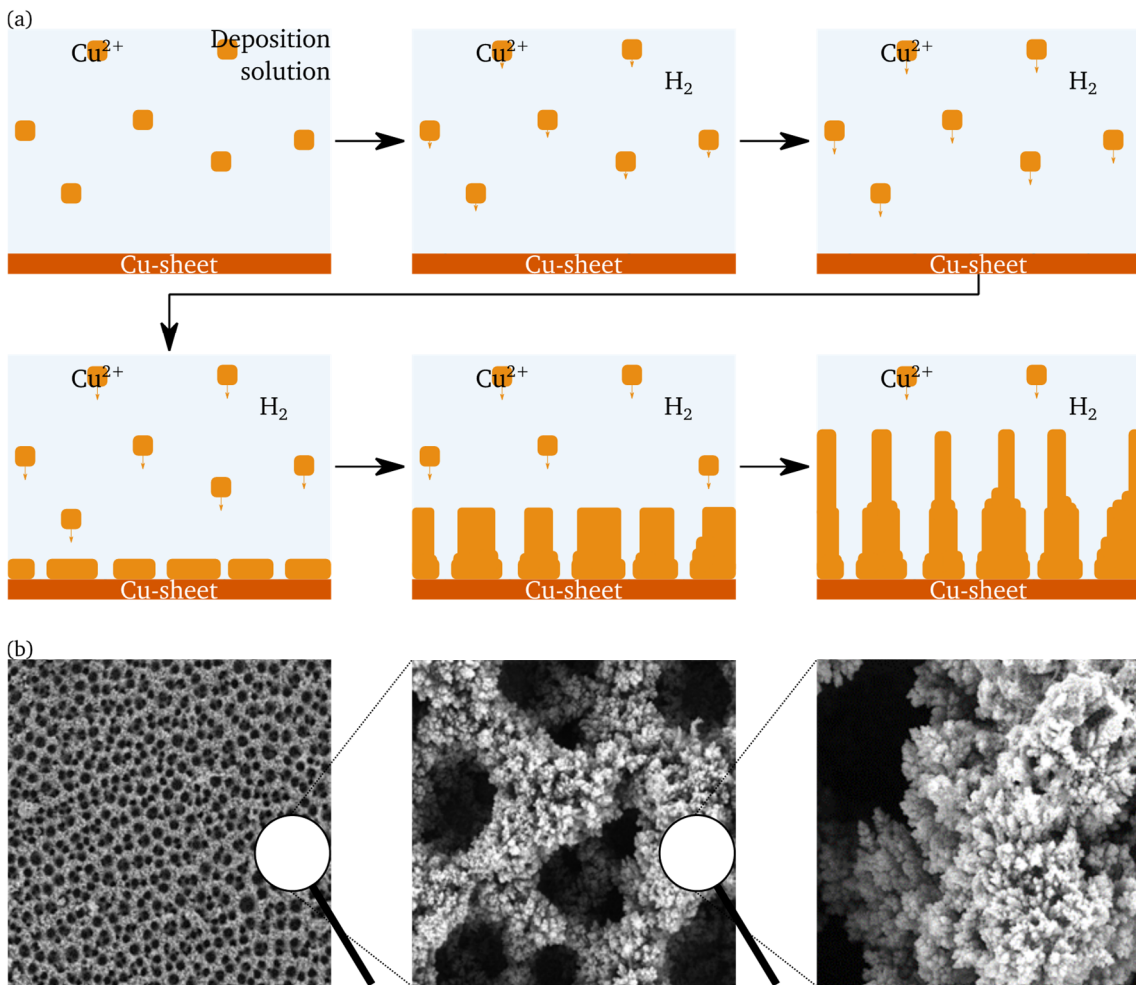 (a)
Cu²⁺
Deposition
solution
Cu-sheet
Cu²⁺
H₂
Cu-sheet
Cu²⁺
H₂
Cu-sheet
Cu²⁺
H₂
Cu-sheet
Cu²⁺
H₂
Cu-sheet
Cu²⁺
H₂
Cu-sheet
(b)